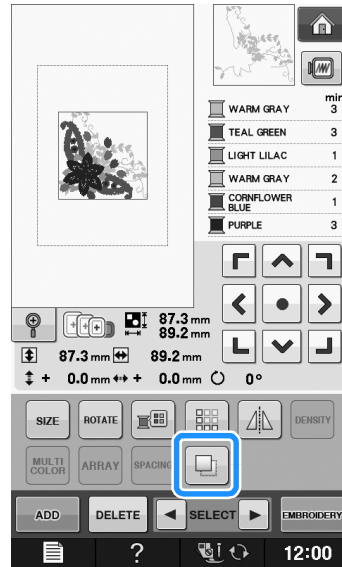 min
WARM GRAY 3
TEAL GREEN 3
LIGHT LILAC 1
WARM GRAY 2
CORNFLOWER
BLUE 1
PURPLE 3
87.3 mm
89.2 mm
87.3 mm 89.2 mm
+ 0.0 mm + 0.0 mm 0°
SIZE ROTATE DENSITY
MULTI
COLOR ARRAY SPACING
ADD DELETE SELECT EMBROIDERY
? 12:00